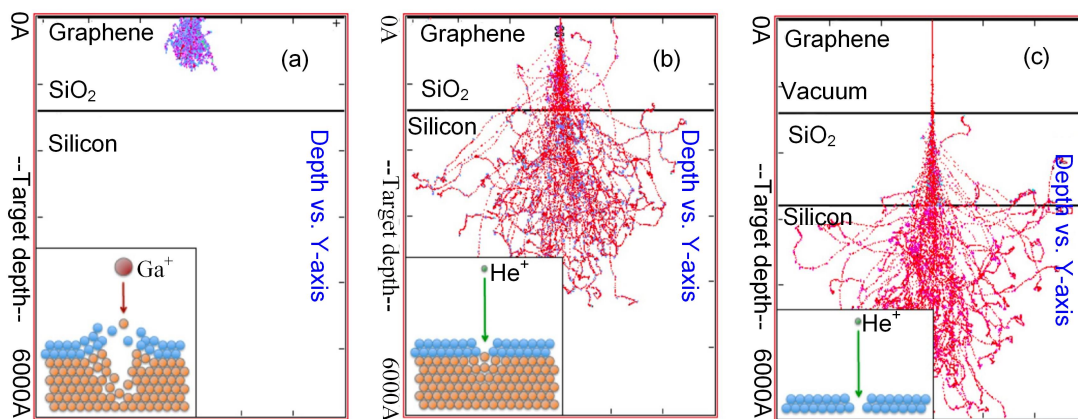 0A
Graphene
(a)
SiO2
Silicon
--Target depth--
Depth vs. Y-axis
6000A
Ga+
0A
Graphene
(b)
SiO2
Silicon
--Target depth--
Depth vs. Y-axis
6000A
He+
0A
Graphene
(c)
Vacuum
SiO2
Silicon
--Target depth--
Depth vs. Y-axis
6000A
He+